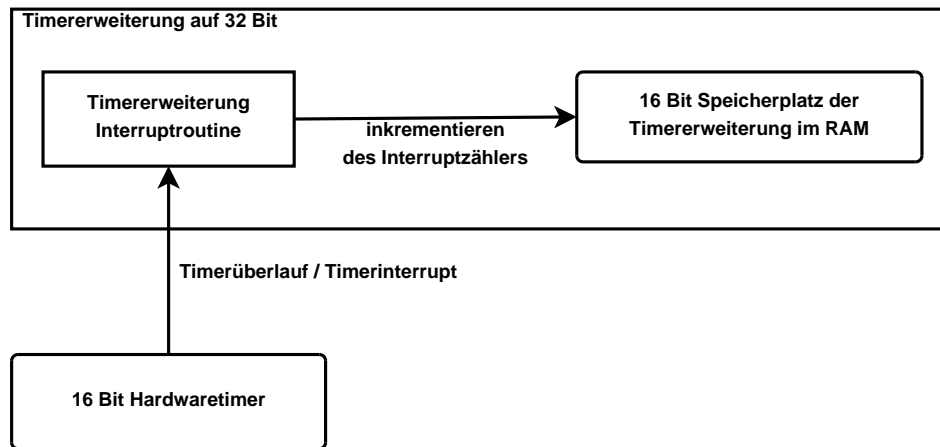 Timererweiterung auf 32 Bit
Timererweiterung
Interruptroutine
inkrementieren
des Interruptzählers
16 Bit Speicherplatz der
Timererweiterung im RAM
Timerüberlauf / Timerinterrupt
16 Bit Hardwaretimer